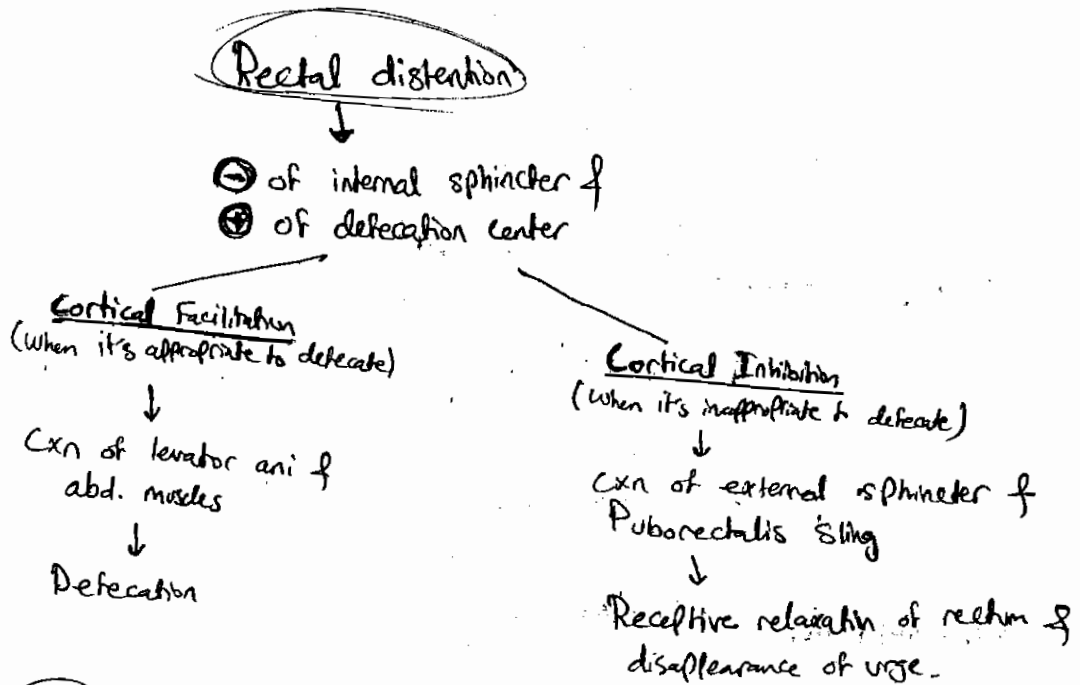 Rectal distention
↓
⊖ of internal sphincter &
⊕ of defecation center
Cortical Facilitation
(when it's appropriate to defecate)
↓
Cxn of levator ani &
abd. muscles
↓
Defecation
Cortical Inhibition
(when it's inappropriate to defecate)
↓
Cxn of external sphincter &
Puborectalis Sling
↓
Receptive relaxatin of rectum &
disappearance of urge.